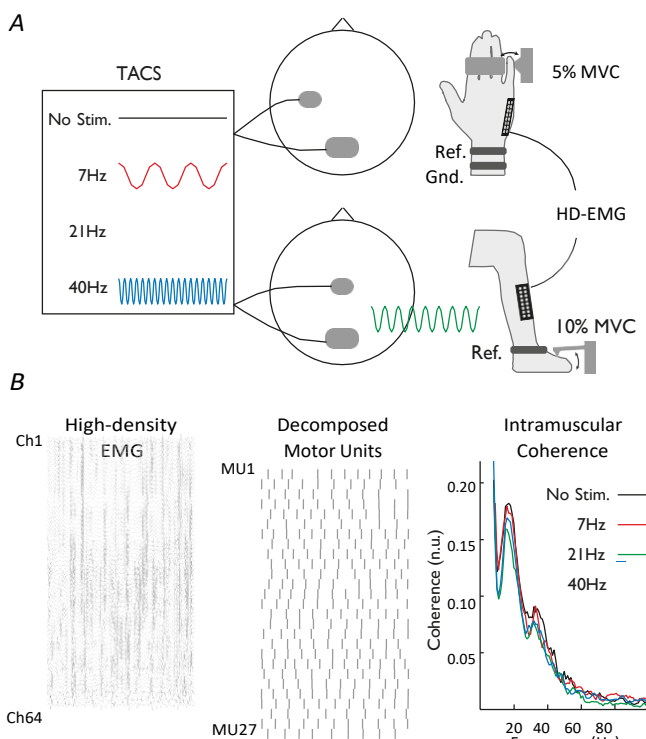 A
TACS
No Stim.
7Hz
21Hz
40Hz
5% MVC
Ref.
Gnd.
HD-EMG
10% MVC
Ref.
B
High-density
EMG
Ch1
Ch64
Decomposed
Motor Units
MU1
MU27
Intramuscular
Coherence
Coherence (n.u.)
0.20
0.15
0.10
0.05
No Stim.
7Hz
21Hz
40Hz
20 40 60 80